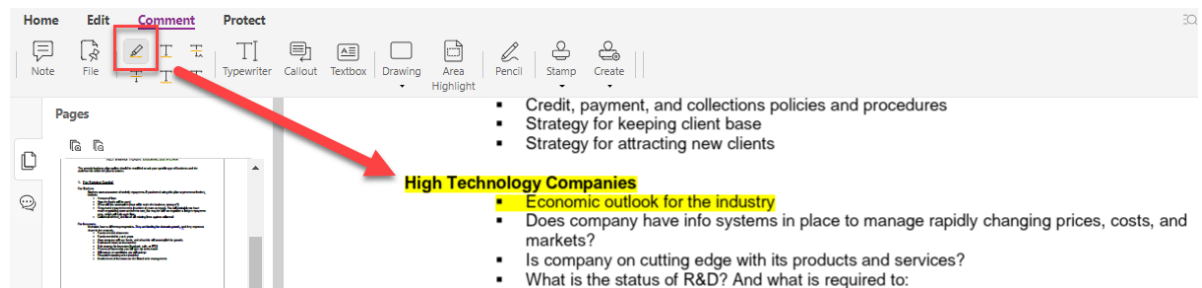 Home Edit Comment Protect
Note File Typewriter Callout Textbox Drawing Area Highlight Pencil Stamp Create
Pages
▪ Credit, payment, and collections policies and procedures
▪ Strategy for keeping client base
▪ Strategy for attracting new clients
High Technology Companies
▪ Economic outlook for the industry
▪ Does company have info systems in place to manage rapidly changing prices, costs, and
markets?
▪ Is company on cutting edge with its products and services?
▪ What is the status of R&D? And what is required to: